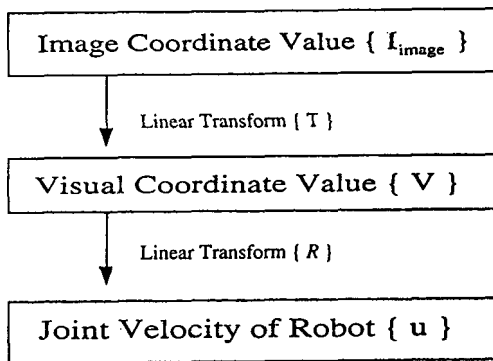 Image Coordinate Value { I_image }
Linear Transform { T }
Visual Coordinate Value { V }
Linear Transform { R }
Joint Velocity of Robot { u }